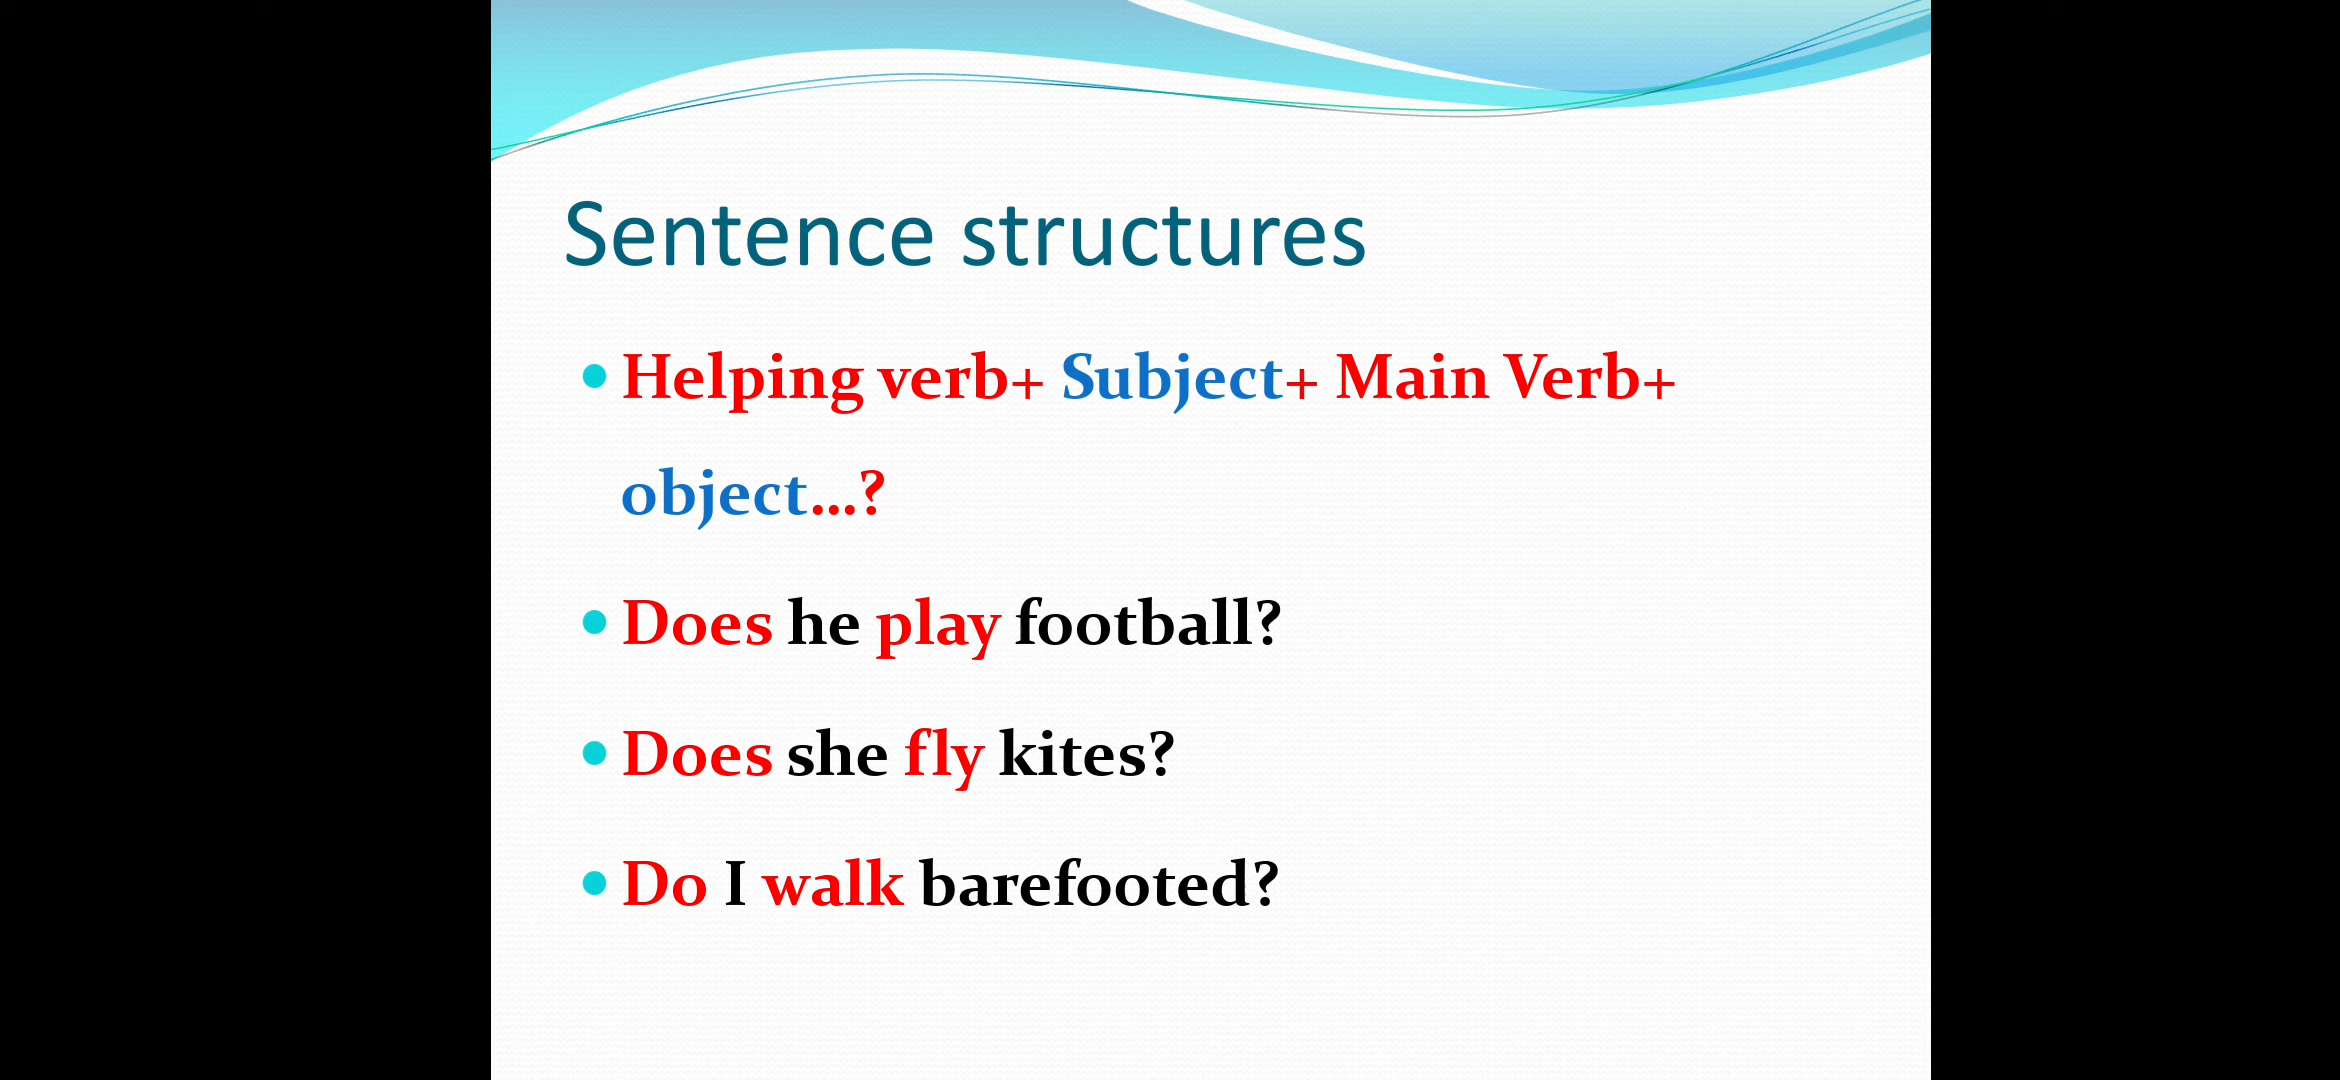 Sentence structures
Helping verb+ Subject+ Main Verb+
object...?
Does he play football?
Does she fly kites?
Do I walk barefooted?